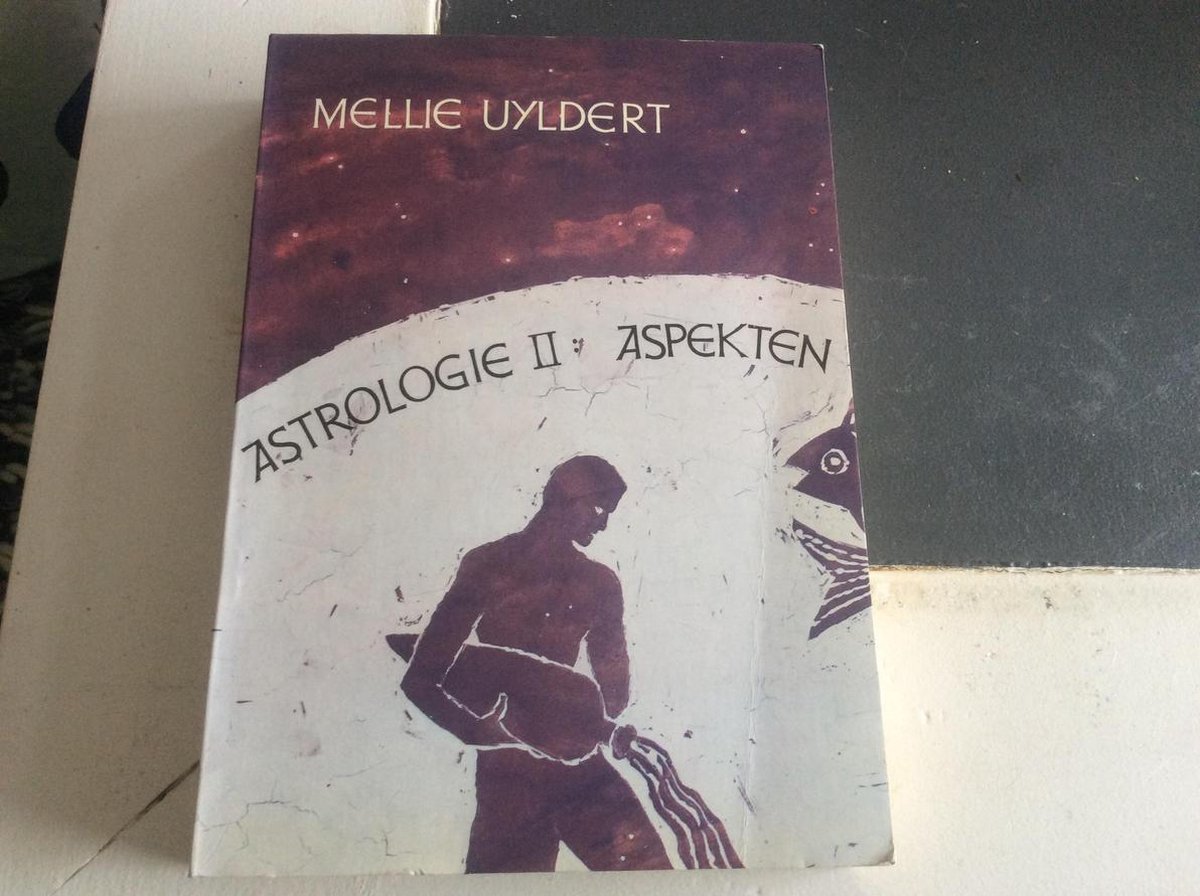 MELLIE UYLDERT
ASTROLOGIE II: ASPEKTEN